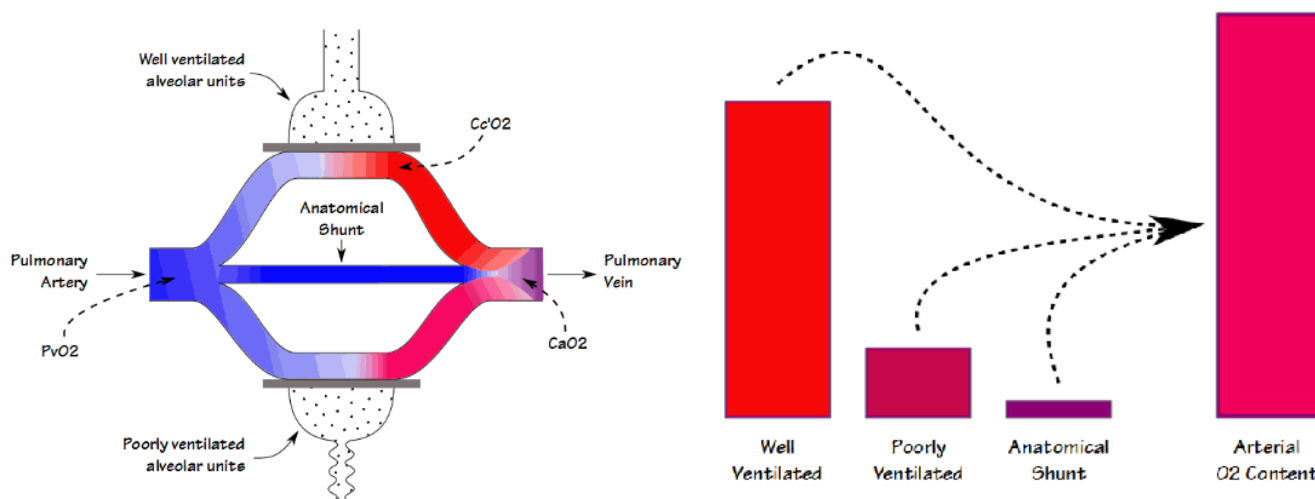 Well ventilated
alveolar units
Cc'O2
Anatomical
Shunt
Pulmonary
Artery
Pulmonary
Vein
PvO2
CaO2
Poorly ventilated
alveolar units
Well
Ventilated
Poorly
Ventilated
Anatomical
Shunt
Arterial
O2 Content